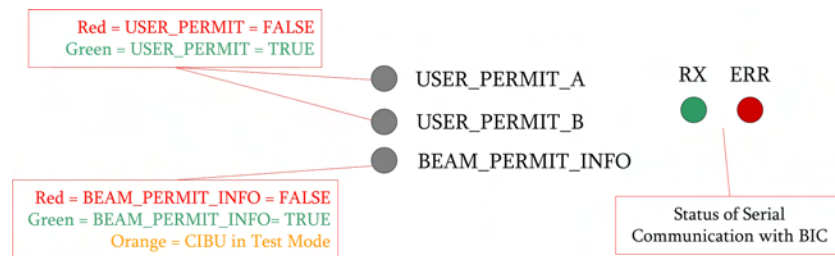 Red = USER_PERMIT = FALSE
Green = USER_PERMIT = TRUE
USER_PERMIT_A
USER_PERMIT_B
BEAM_PERMIT_INFO
RX ERR
Red = BEAM_PERMIT_INFO = FALSE
Green = BEAM_PERMIT_INFO= TRUE
Orange = CIBU in Test Mode
Status of Serial
Communication with BIC